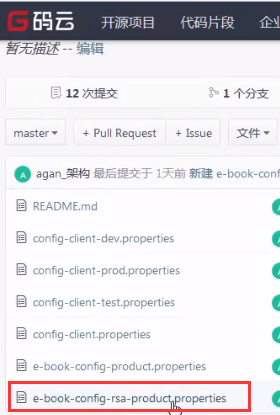 G码云 开源项目 代码片段 企业
暂无描述 -- 编辑
12 次提交 1 个分支
master + Pull Request + Issue 文件
A agan_架构 最后提交于 1天前 新建 e-book-conf
README.md
config-client-dev.properties
config-client-prod.properties
config-client-test.properties
config-client.properties
e-book-config-product.properties
e-book-config-rsa-product.properties